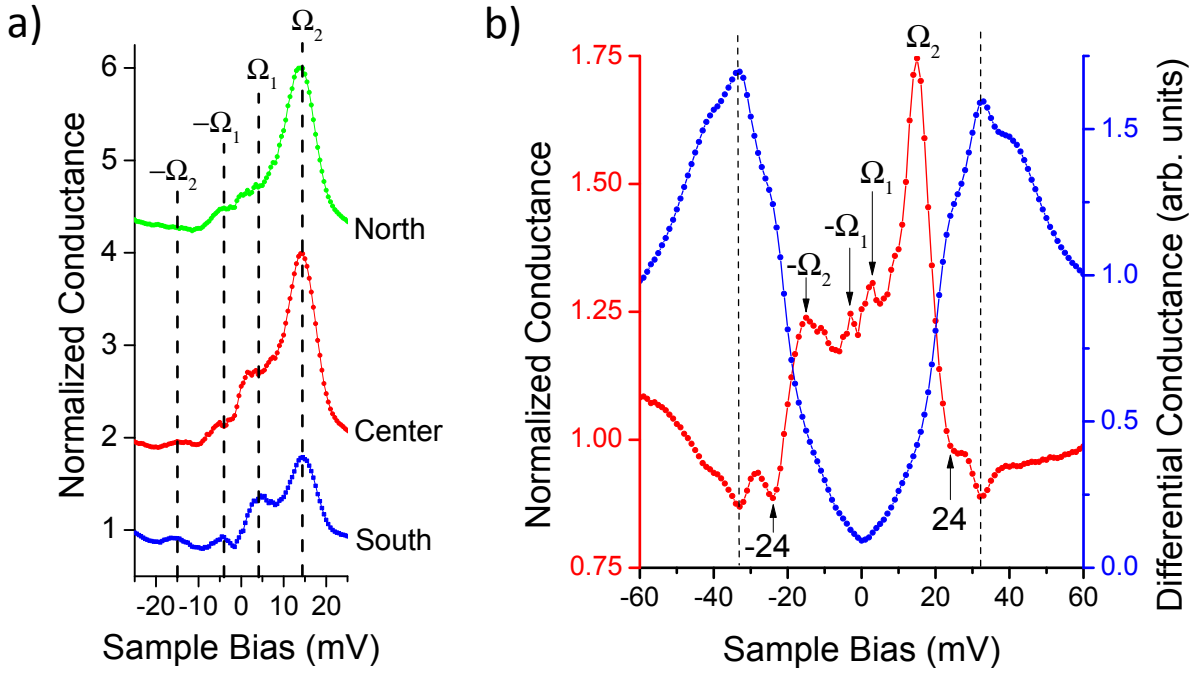 a)
Ω2
Ω1
−Ω1
−Ω2
Normalized Conductance
6
5
4
3
2
1
North
Center
South
-20 -10 0 10 20
Sample Bias (mV)
b)
Ω2
Ω1
-Ω1
-Ω2
-24
24
Normalized Conductance
1.75
1.50
1.25
1.00
0.75
Differential Conductance (arb. units)
1.5
1.0
0.5
0.0
-60 -40 -20 0 20 40 60
Sample Bias (mV)